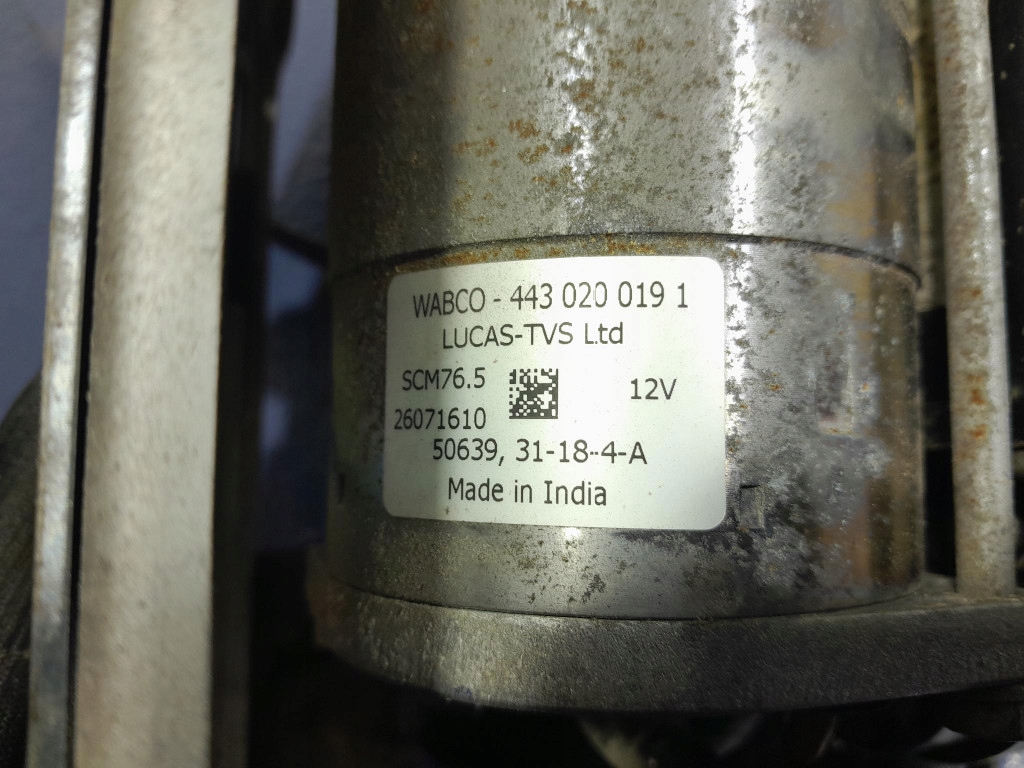 WABCO - 443 020 019 1
LUCAS-TVS Ltd
SCM76.5
12V
26071610
50639, 31-18-4-A
Made in India